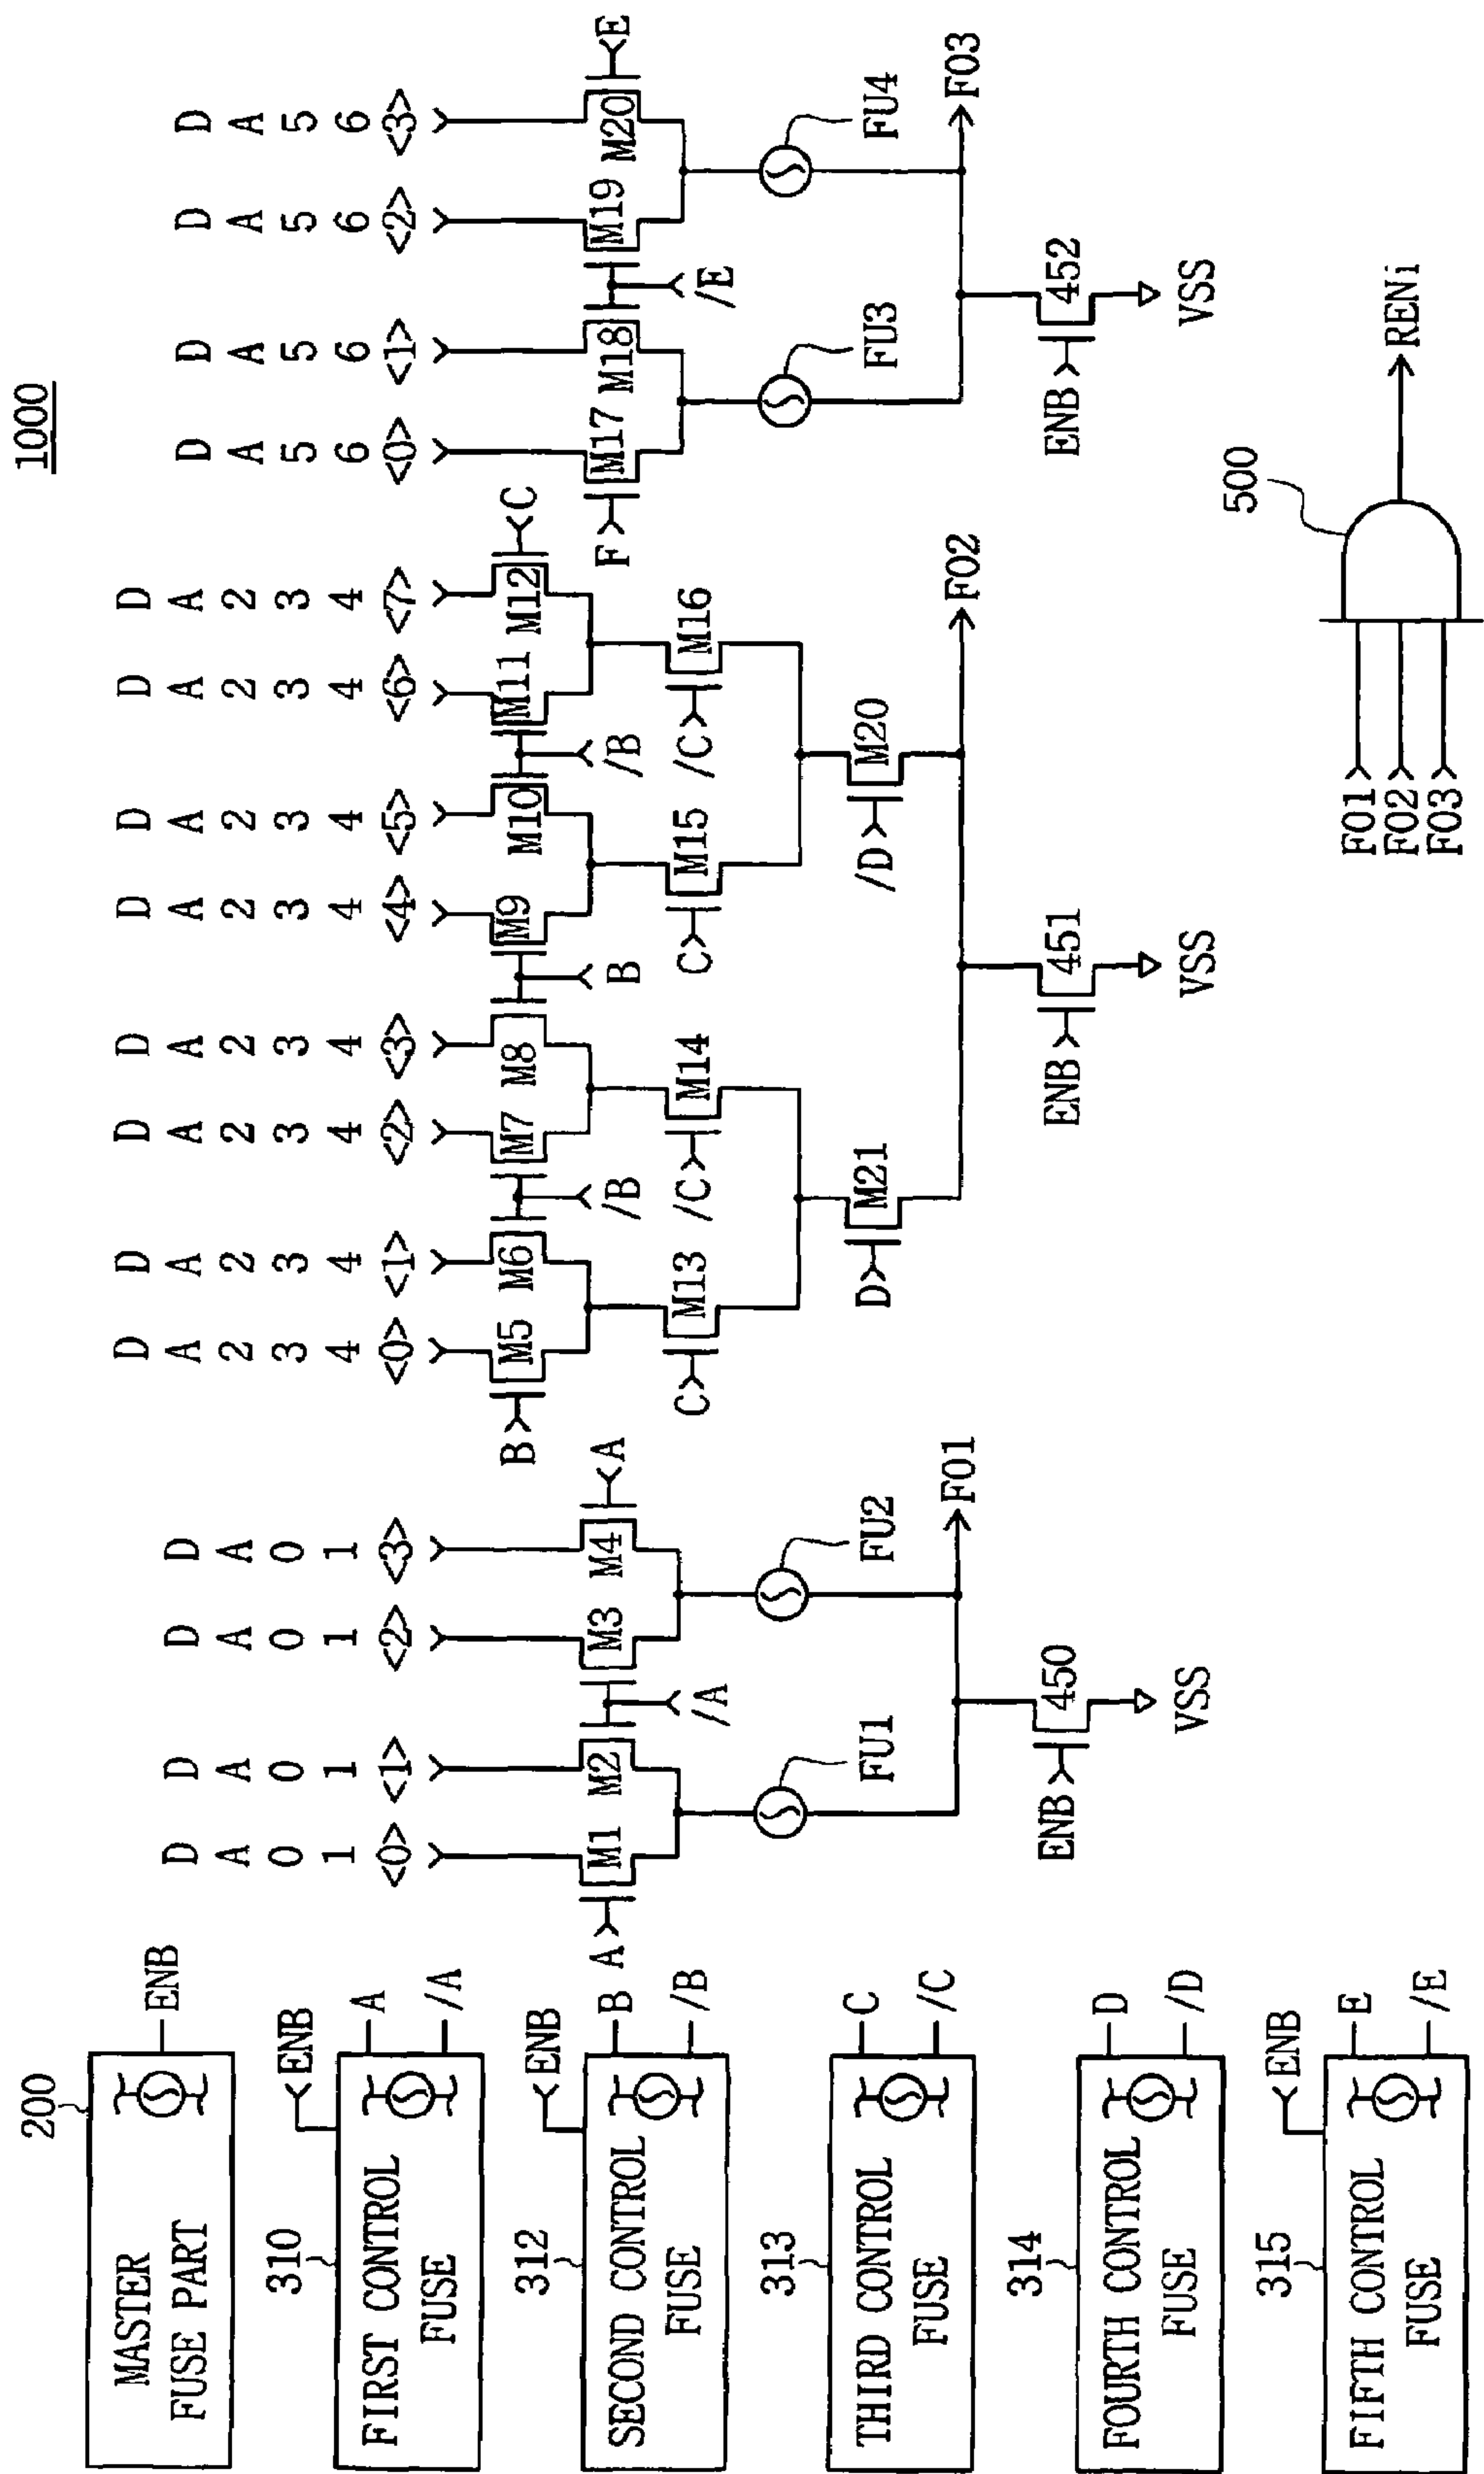 1000
200
MASTER
FUSE PART
ENB
310
FIRST CONTROL
FUSE
ENB
A
/A
312
SECOND CONTROL
FUSE
ENB
B
/B
313
THIRD CONTROL
FUSE
C
/C
314
FOURTH CONTROL
FUSE
D
/D
315
FIFTH CONTROL
FUSE
ENB
E
/E
DA01<0>
DA01<1>
DA01<2>
DA01<3>
A
M1
M2
/A
M3
M4
A
FU1
FU2
FO1
ENB
450
VSS
DA234<0>
DA234<1>
DA234<2>
DA234<3>
DA234<4>
DA234<5>
DA234<6>
DA234<7>
B
M5
M6
/B
M7
M8
B
M9
M10
/B
M11
M12
C
C
M13
/C
M14
C
M15
/C
M16
D
M21
/D
M20
FO2
ENB
451
VSS
DA56<0>
DA56<1>
DA56<2>
DA56<3>
F
M17
M18
/E
M19
M20
E
FU3
FU4
FO3
ENB
452
VSS
FO1
FO2
FO3
500
RENi